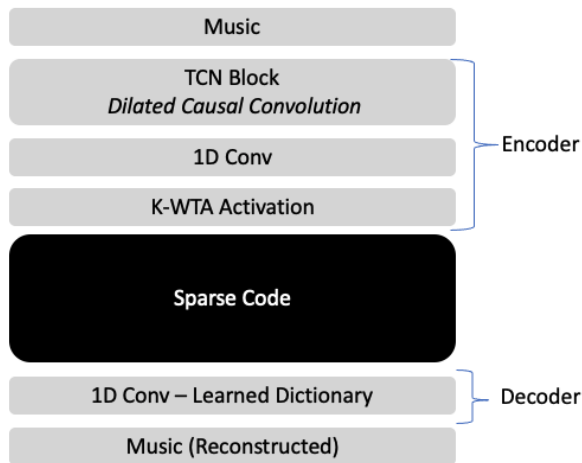 Music
TCN Block
Dilated Causal Convolution
1D Conv
K-WTA Activation
Encoder
Sparse Code
1D Conv – Learned Dictionary
Decoder
Music (Reconstructed)